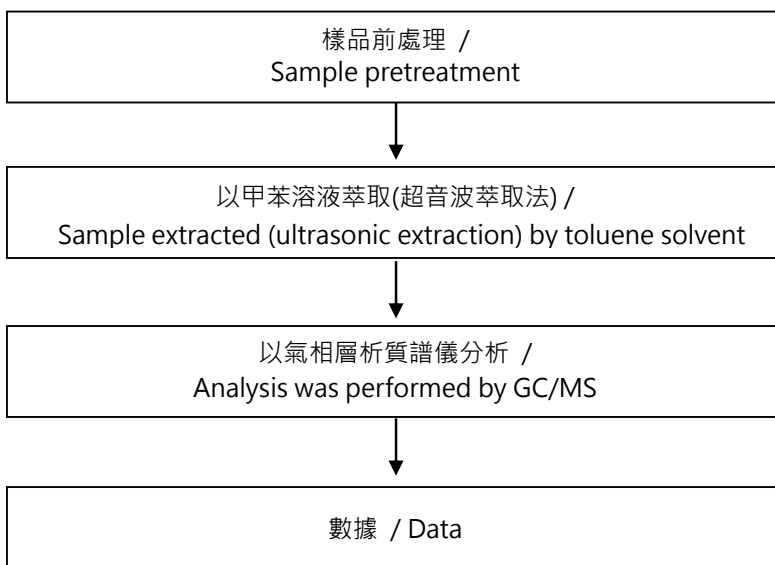 樣品前處理 /
Sample pretreatment
以甲苯溶液萃取(超音波萃取法) /
Sample extracted (ultrasonic extraction) by toluene solvent
以氣相層析質譜儀分析 /
Analysis was performed by GC/MS
數據 / Data